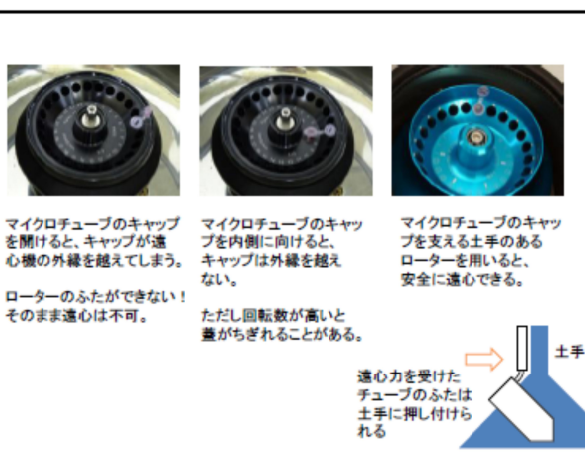 マイクロチューブのキャップ
を開けると、キャップが遠
心機の外縁を越えてしまう。
ローターのふたができない！
そのまま遠心は不可。
マイクロチューブのキャッ
プを内側に向けると、
キャップは外縁を越え
ない。
ただし回転数が高いと
蓋がちぎれることがある。
マイクロチューブのキャッ
プを支える土手のある
ローターを用いると、
安全に遠心できる。
土手
遠心力を受けた
チューブのふたは
土手に押し付けら
れる